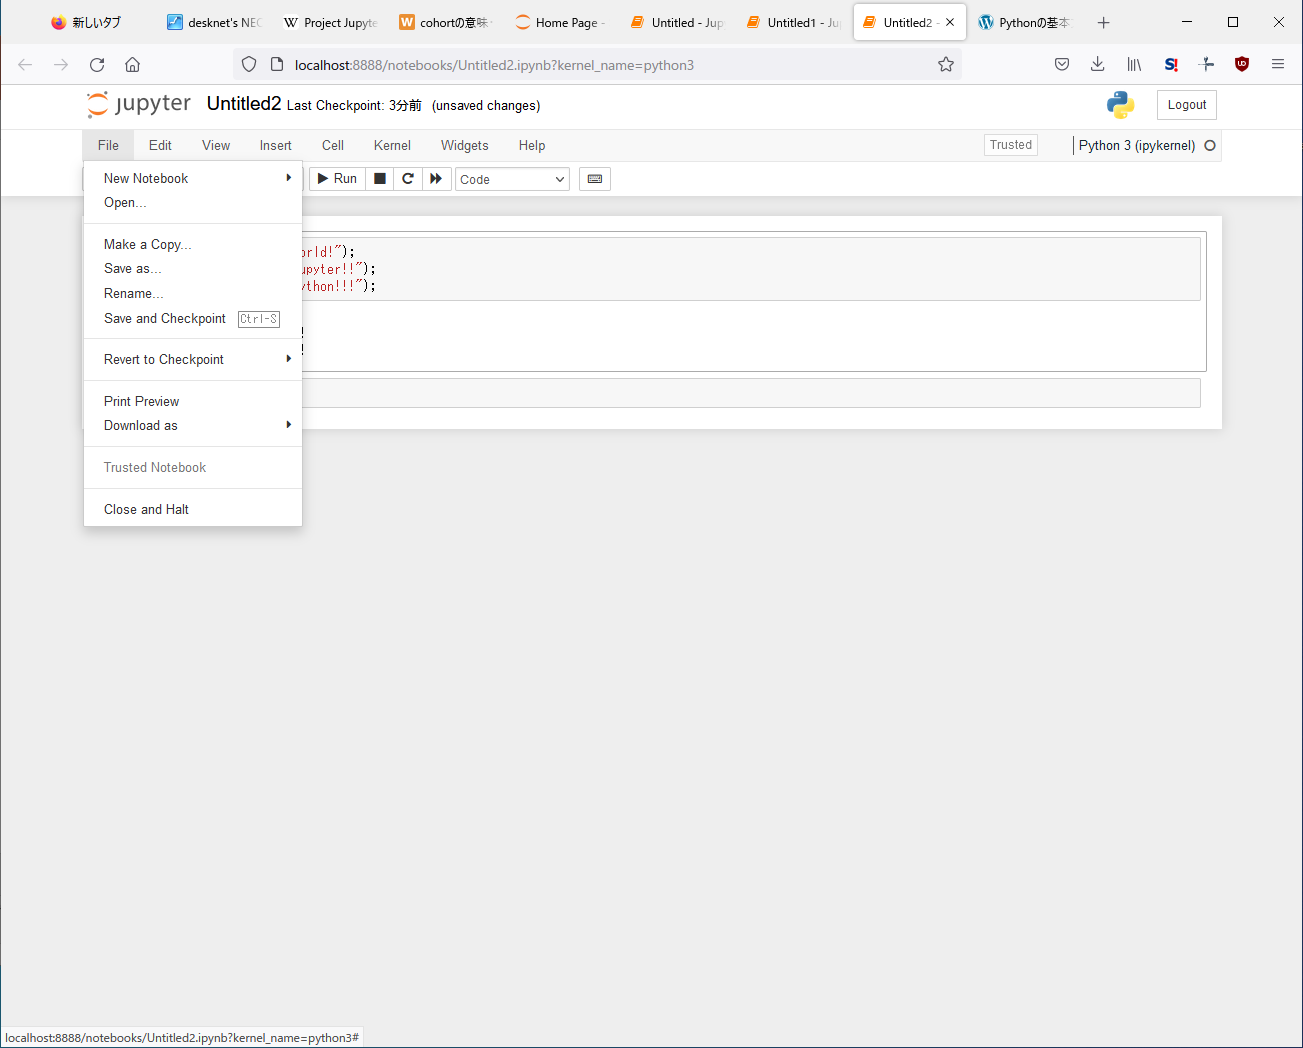 新しいタブ
desknet's NEO
Project Jupyte
cohortの意味
Home Page -
Untitled - Jup
Untitled1 - Ju
Untitled2 -
Pythonの基本
localhost:8888/notebooks/Untitled2.ipynb?kernel_name=python3
jupyter Untitled2 Last Checkpoint: 3分前 (unsaved changes)
Logout
File Edit View Insert Cell Kernel Widgets Help
Trusted
Python 3 (ipykernel)
Run
Code
New Notebook
Open...
Make a Copy...
Save as...
Rename...
Save and Checkpoint Ctrl-S
Revert to Checkpoint
Print Preview
Download as
Trusted Notebook
Close and Halt
orld!");
upyter!!");
ython!!!");
!
!
localhost:8888/notebooks/Untitled2.ipynb?kernel_name=python3#